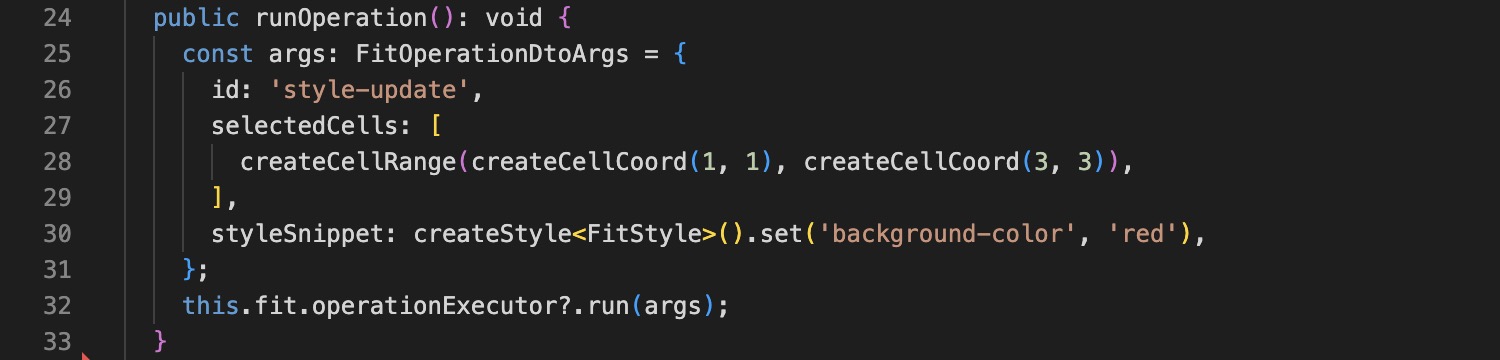 24 public runOperation(): void {
25 const args: FitOperationDtoArgs = {
26 id: 'style-update',
27 selectedCells: [
28 createCellRange(createCellCoord(1, 1), createCellCoord(3, 3)),
29 ],
30 styleSnippet: createStyle<FitStyle>().set('background-color', 'red'),
31 };
32 this.fit.operationExecutor?.run(args);
33 }